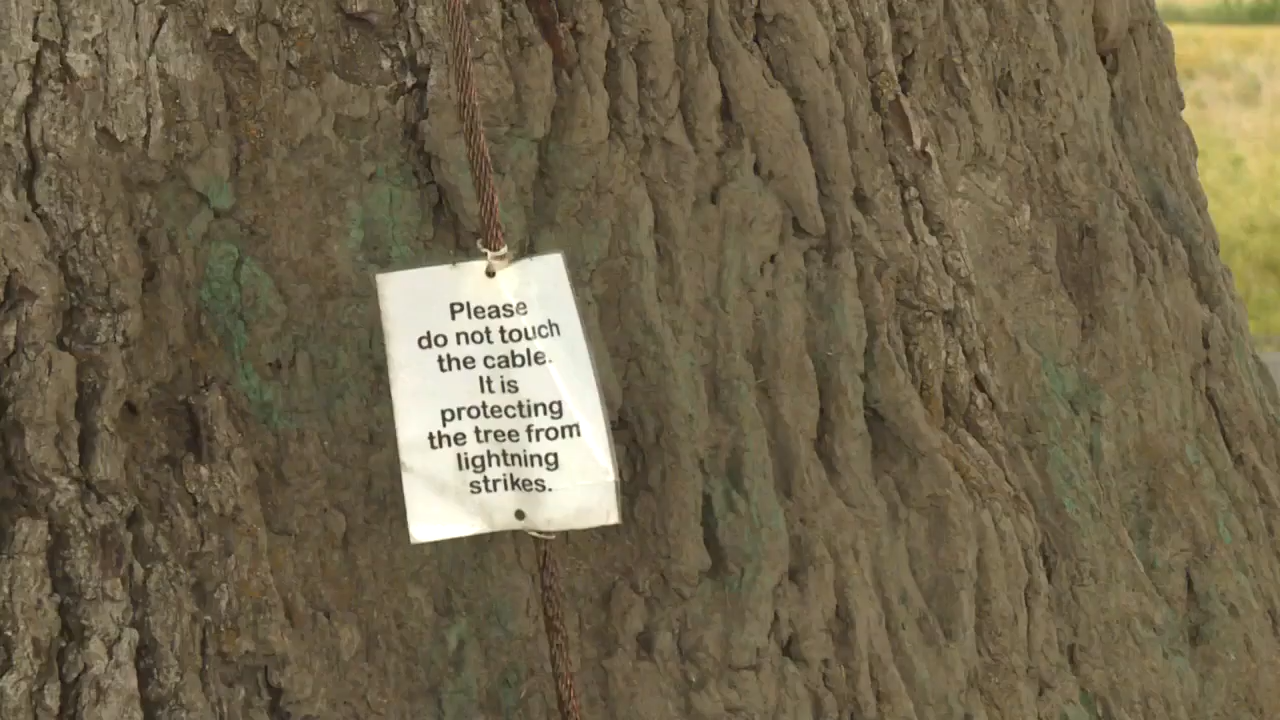 Please
do not touch
the cable.
It is
protecting
the tree from
lightning
strikes.